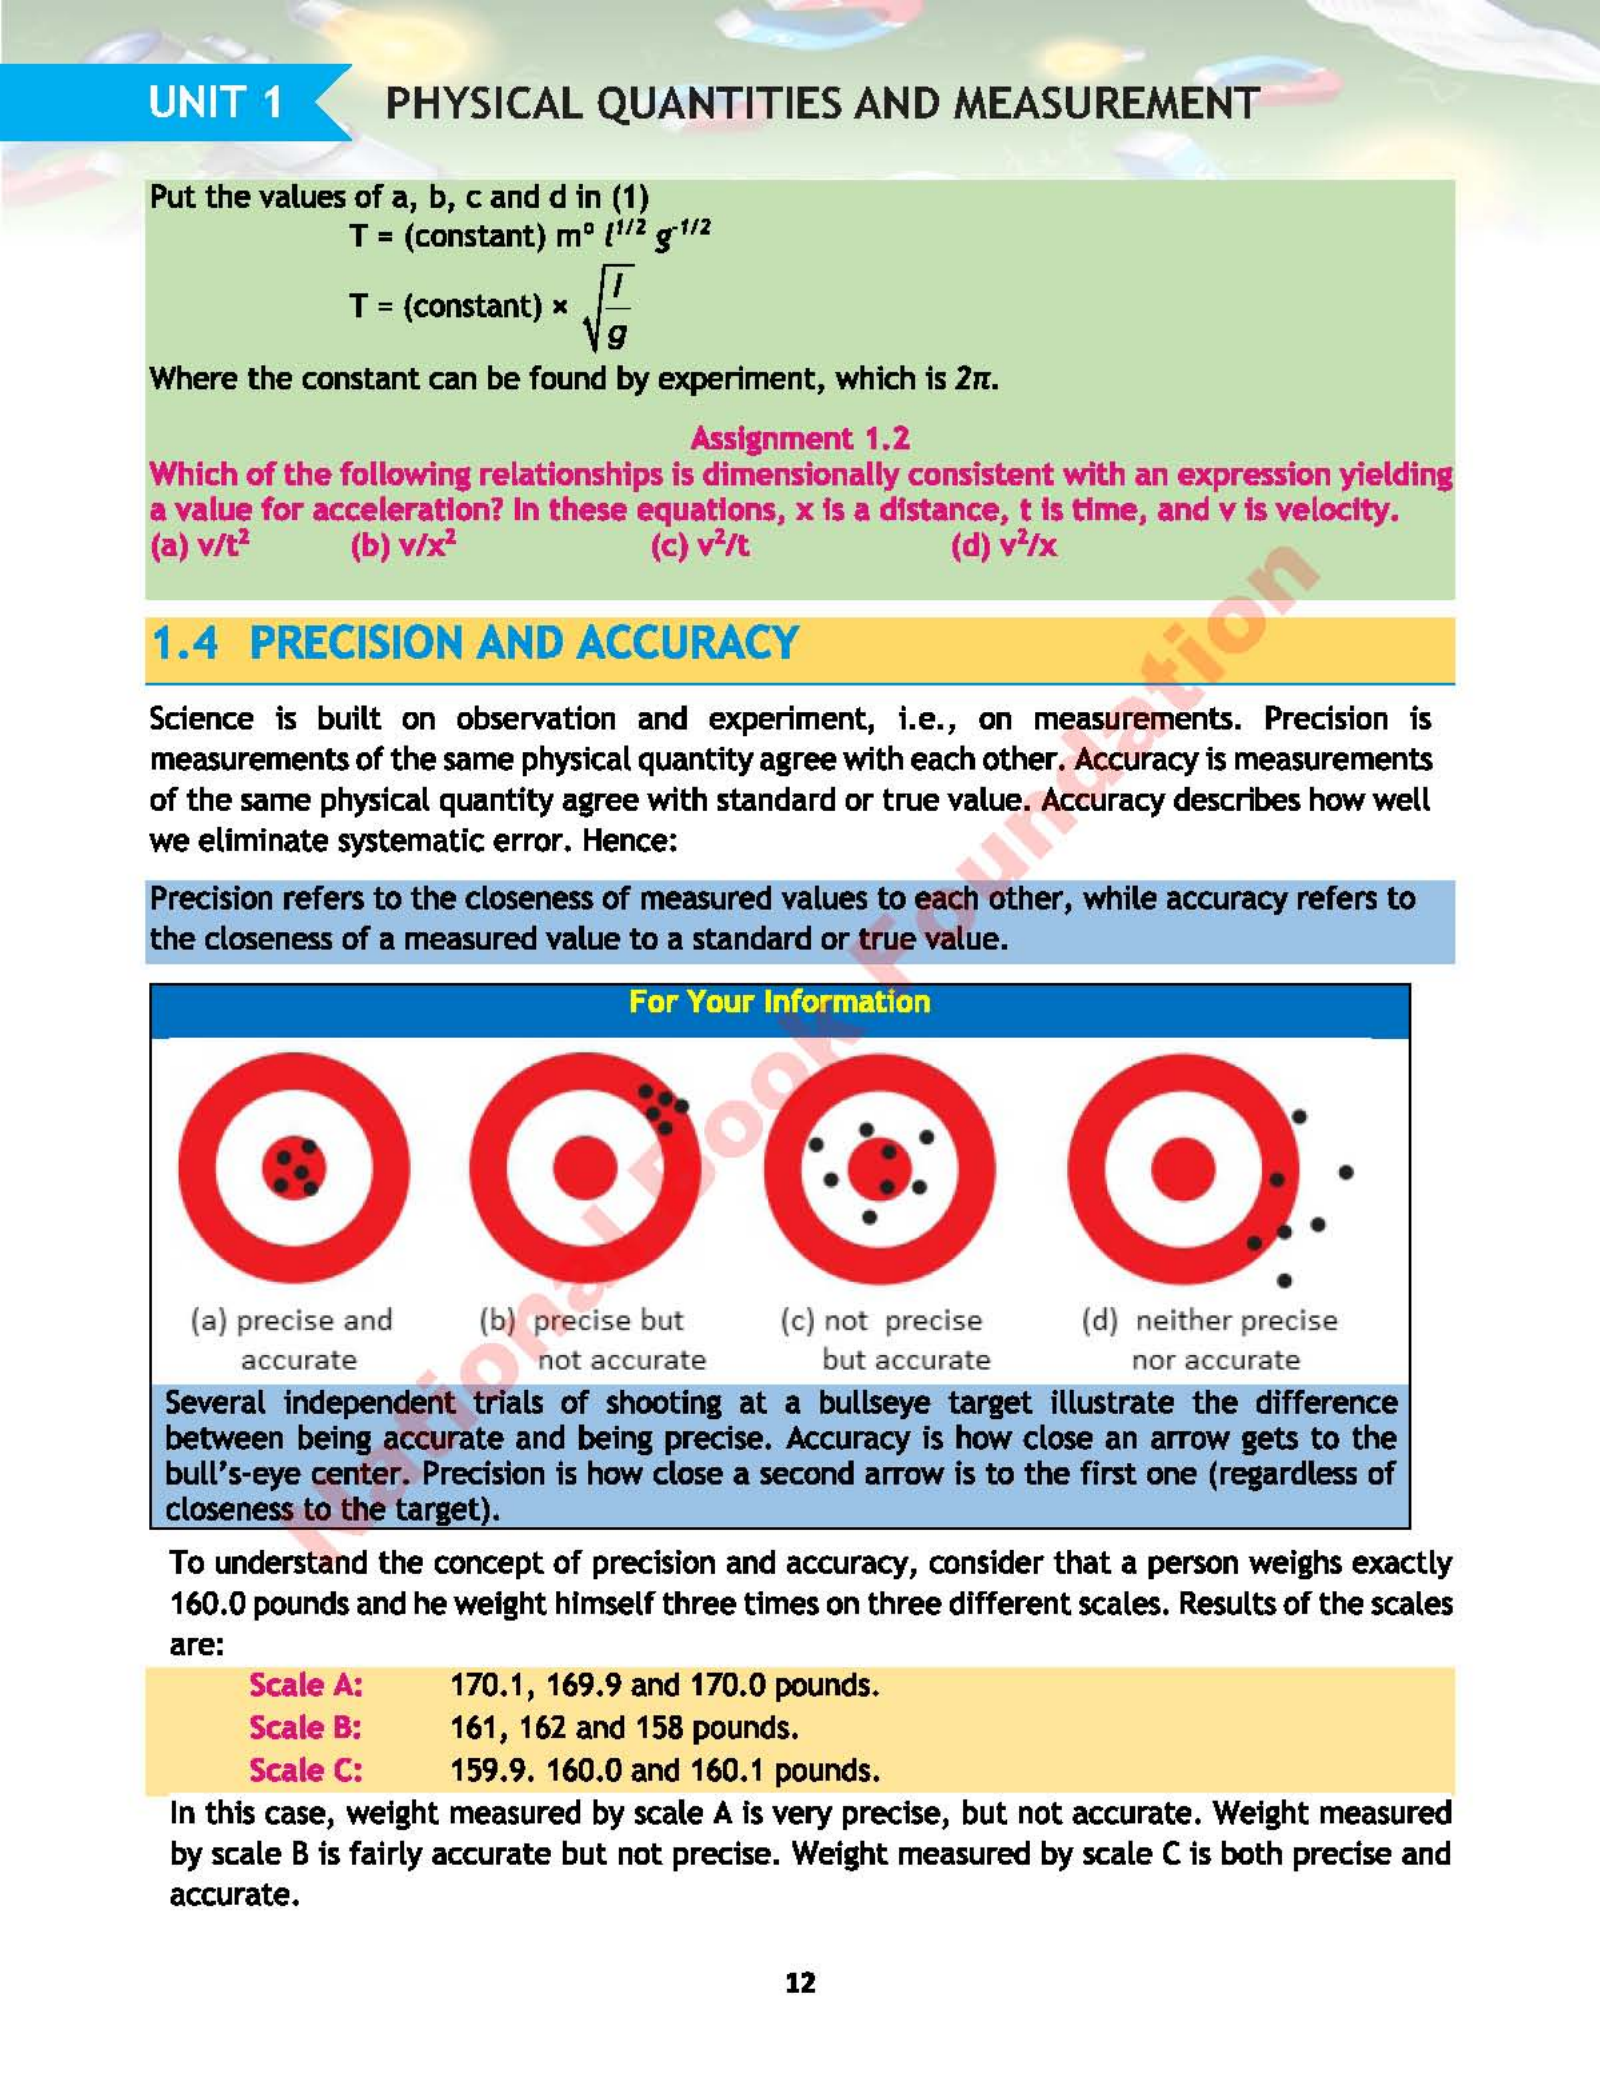 UNIT 1
PHYSICAL QUANTITIES AND MEASUREMENT
Put the values of a, b, c and d in (1)
T = (constant) m⁰ l^1/2 g^-1/2
T = (constant) × √(l/g)
Where the constant can be found by experiment, which is 2π.
Assignment 1.2
Which of the following relationships is dimensionally consistent with an expression yielding
a value for acceleration? In these equations, x is a distance, t is time, and v is velocity.
(a) v/t² (b) v/x² (c) v²/t (d) v²/x
1.4 PRECISION AND ACCURACY
Science is built on observation and experiment, i.e., on measurements. Precision is
measurements of the same physical quantity agree with each other. Accuracy is measurements
of the same physical quantity agree with standard or true value. Accuracy describes how well
we eliminate systematic error. Hence:
Precision refers to the closeness of measured values to each other, while accuracy refers to
the closeness of a measured value to a standard or true value.
For Your Information
(a) precise and
accurate
(b) precise but
not accurate
(c) not precise
but accurate
(d) neither precise
nor accurate
Several independent trials of shooting at a bullseye target illustrate the difference
between being accurate and being precise. Accuracy is how close an arrow gets to the
bull's-eye center. Precision is how close a second arrow is to the first one (regardless of
closeness to the target).
To understand the concept of precision and accuracy, consider that a person weighs exactly
160.0 pounds and he weight himself three times on three different scales. Results of the scales
are:
Scale A: 170.1, 169.9 and 170.0 pounds.
Scale B: 161, 162 and 158 pounds.
Scale C: 159.9. 160.0 and 160.1 pounds.
In this case, weight measured by scale A is very precise, but not accurate. Weight measured
by scale B is fairly accurate but not precise. Weight measured by scale C is both precise and
accurate.
12
National Book Foundation